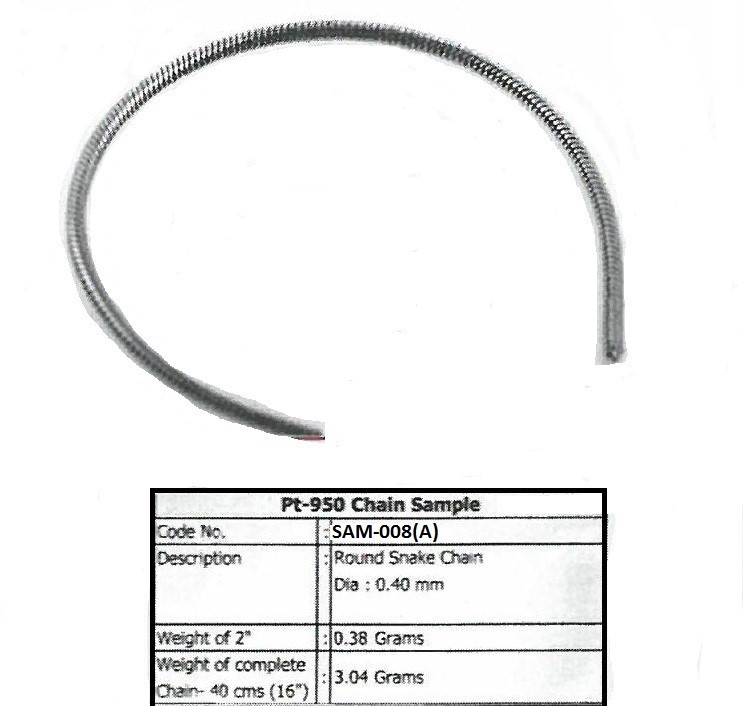 Pt-950 Chain Sample
Code No. : SAM-008(A)
Description : Round Snake Chain
Dia : 0.40 mm
Weight of 2" : 0.38 Grams
Weight of complete
Chain- 40 cms (16") : 3.04 Grams